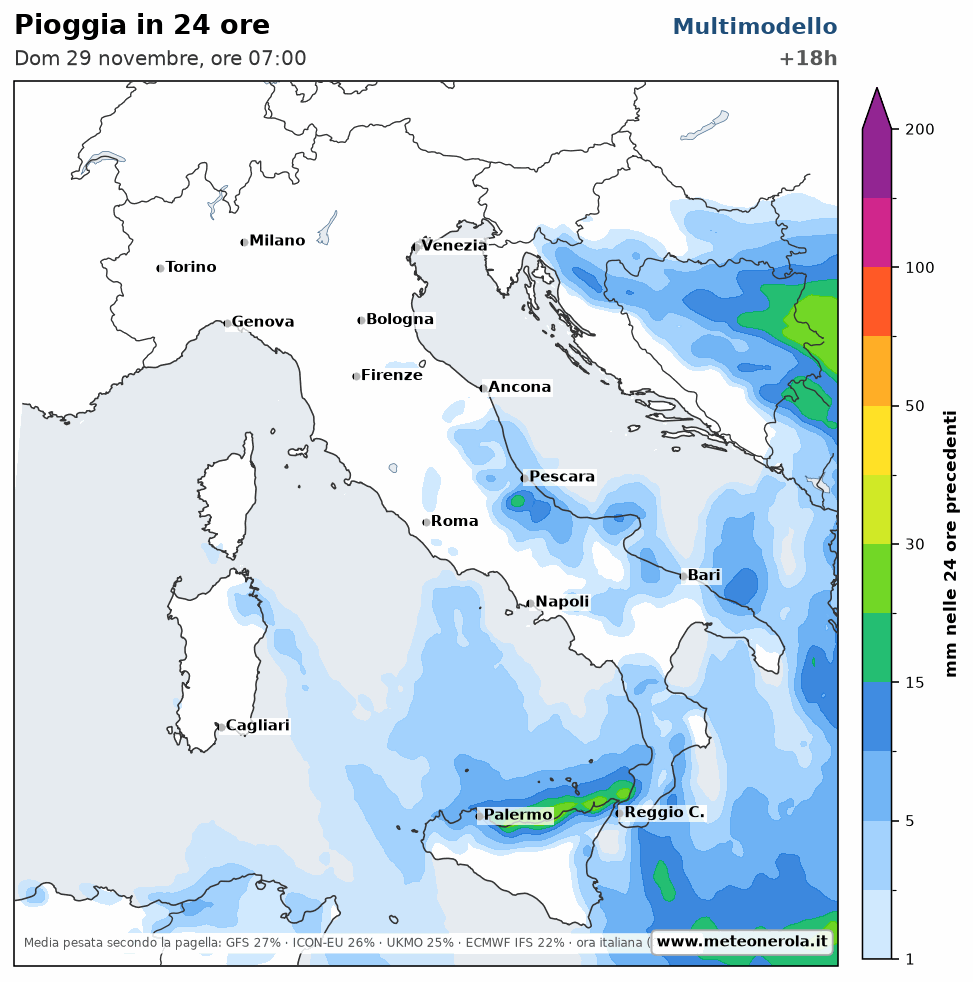 Pioggia in 24 ore
Multimodello
Dom 29 novembre, ore 07:00
+18h
200
100
50
30
15
5
1
mm nelle 24 ore precedenti
Milano
Venezia
Torino
Genova
Bologna
Firenze
Ancona
Pescara
Roma
Bari
Napoli
Cagliari
Palermo
Reggio C.
Media pesata secondo la pagella: GFS 27% · ICON-EU 26% · UKMO 25% · ECMWF IFS 22% · ora italiana (
www.meteonerola.it